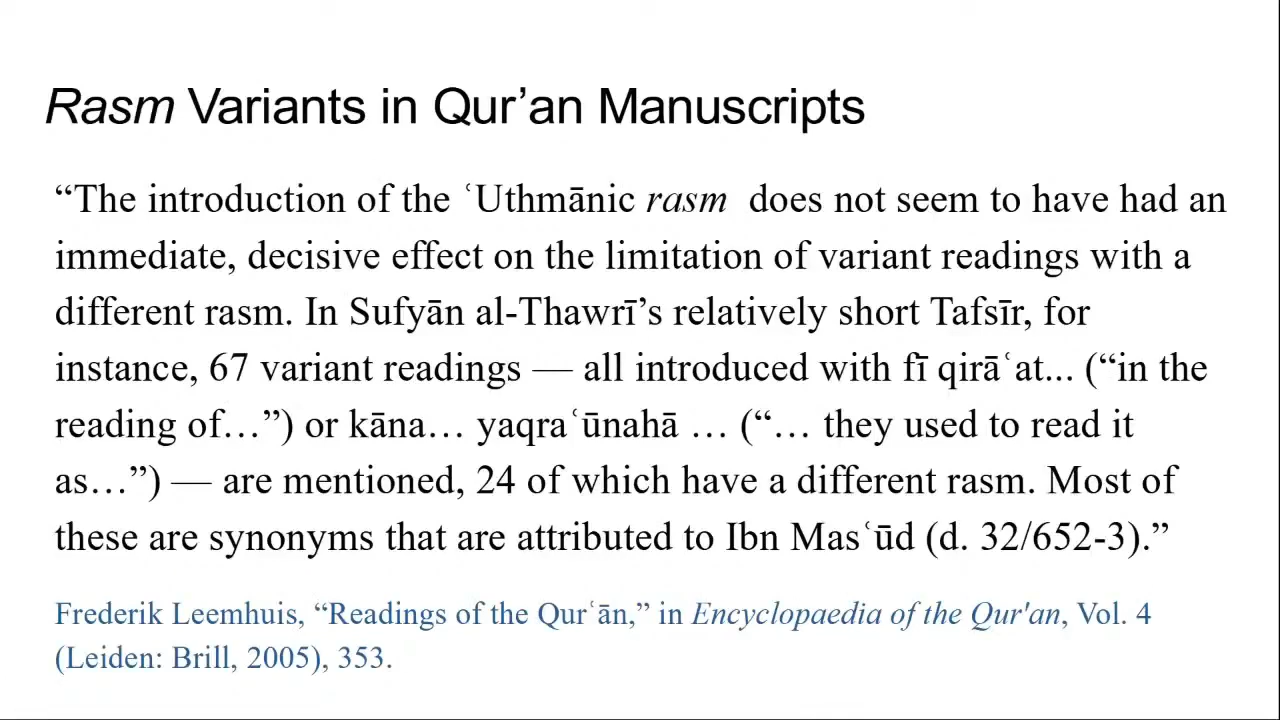 Rasm Variants in Qur’an Manuscripts
“The introduction of the ʿUthmānic rasm does not seem to have had an
immediate, decisive effect on the limitation of variant readings with a
different rasm. In Sufyān al-Thawrī’s relatively short Tafsīr, for
instance, 67 variant readings — all introduced with fī qirāʿat... (“in the
reading of…”) or kāna… yaqraʿūnahā … (“… they used to read it
as…”) — are mentioned, 24 of which have a different rasm. Most of
these are synonyms that are attributed to Ibn Masʿūd (d. 32/652-3).”
Frederik Leemhuis, “Readings of the Qurʿān,” in Encyclopaedia of the Qur'an, Vol. 4
(Leiden: Brill, 2005), 353.